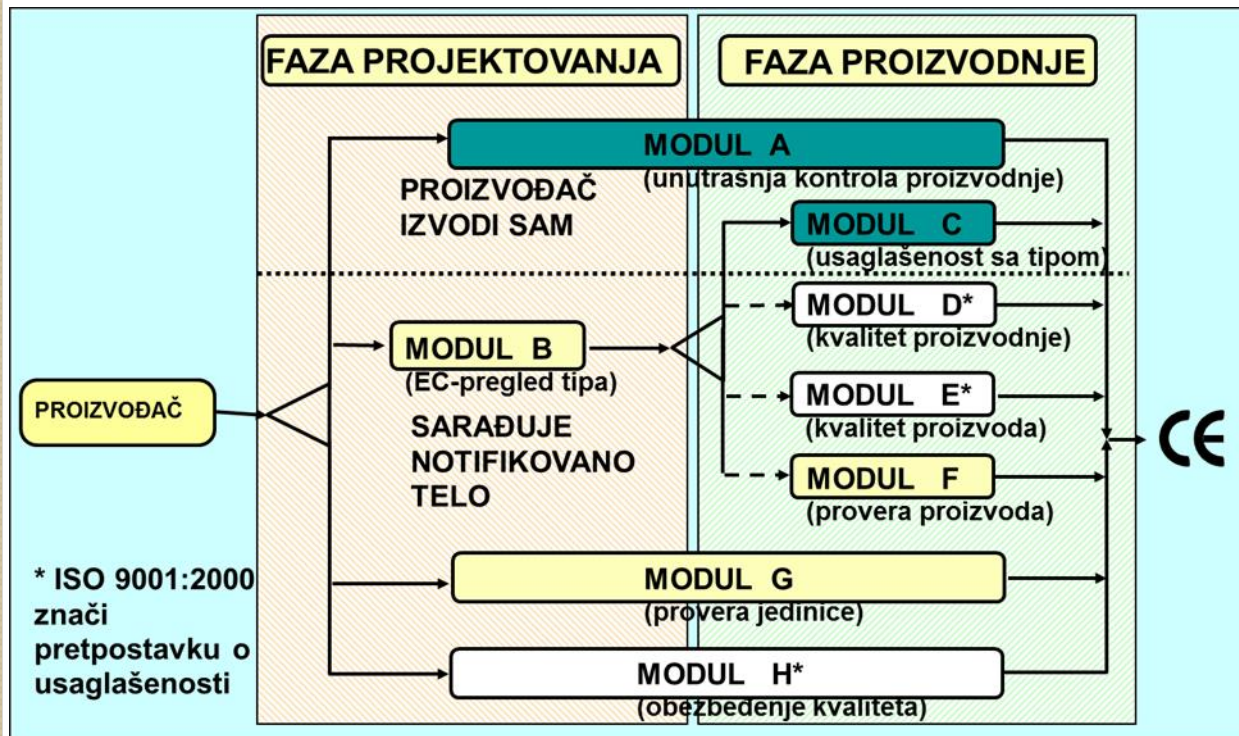 FAZA PROJEKTOVANJA
FAZA PROIZVODNJE
MODUL A
(unutrašnja kontrola proizvodnje)
PROIZVOĐAČ
IZVODI SAM
MODUL C
(usaglašenost sa tipom)
MODUL D*
(kvalitet proizvodnje)
MODUL B
(EC-pregled tipa)
PROIZVOĐAČ
MODUL E*
(kvalitet proizvoda)
SARAĐUJE
NOTIFIKOVANO
TELO
CE
MODUL F
(provera proizvoda)
* ISO 9001:2000
znači
pretpostavku o
usaglašenosti
MODUL G
(provera jedinice)
MODUL H*
(obezbeđenje kvaliteta)